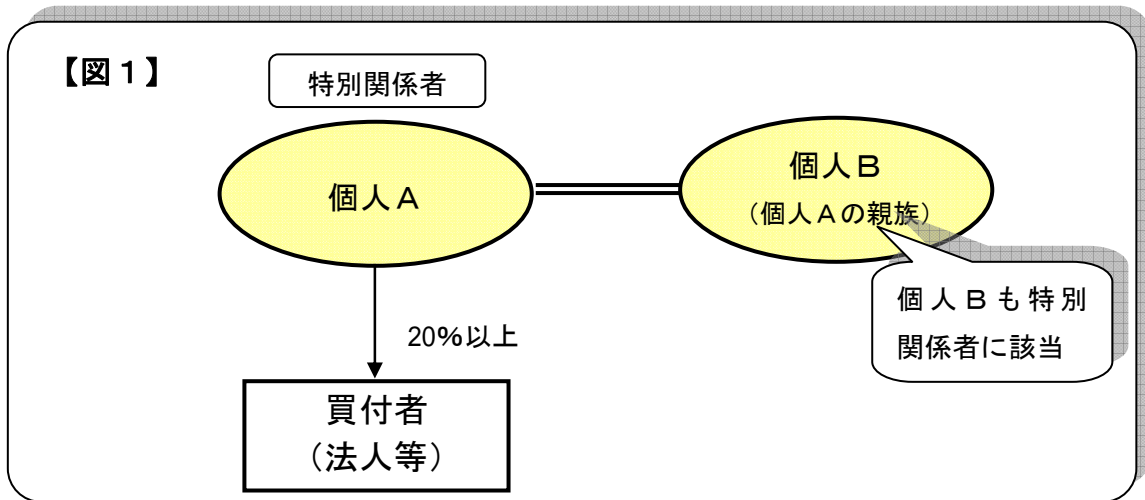 【図１】
特別関係者
個人Ａ
個人Ｂ
（個人Ａの親族）
個人Ｂも特別
関係者に該当
20%以上
買付者
（法人等）